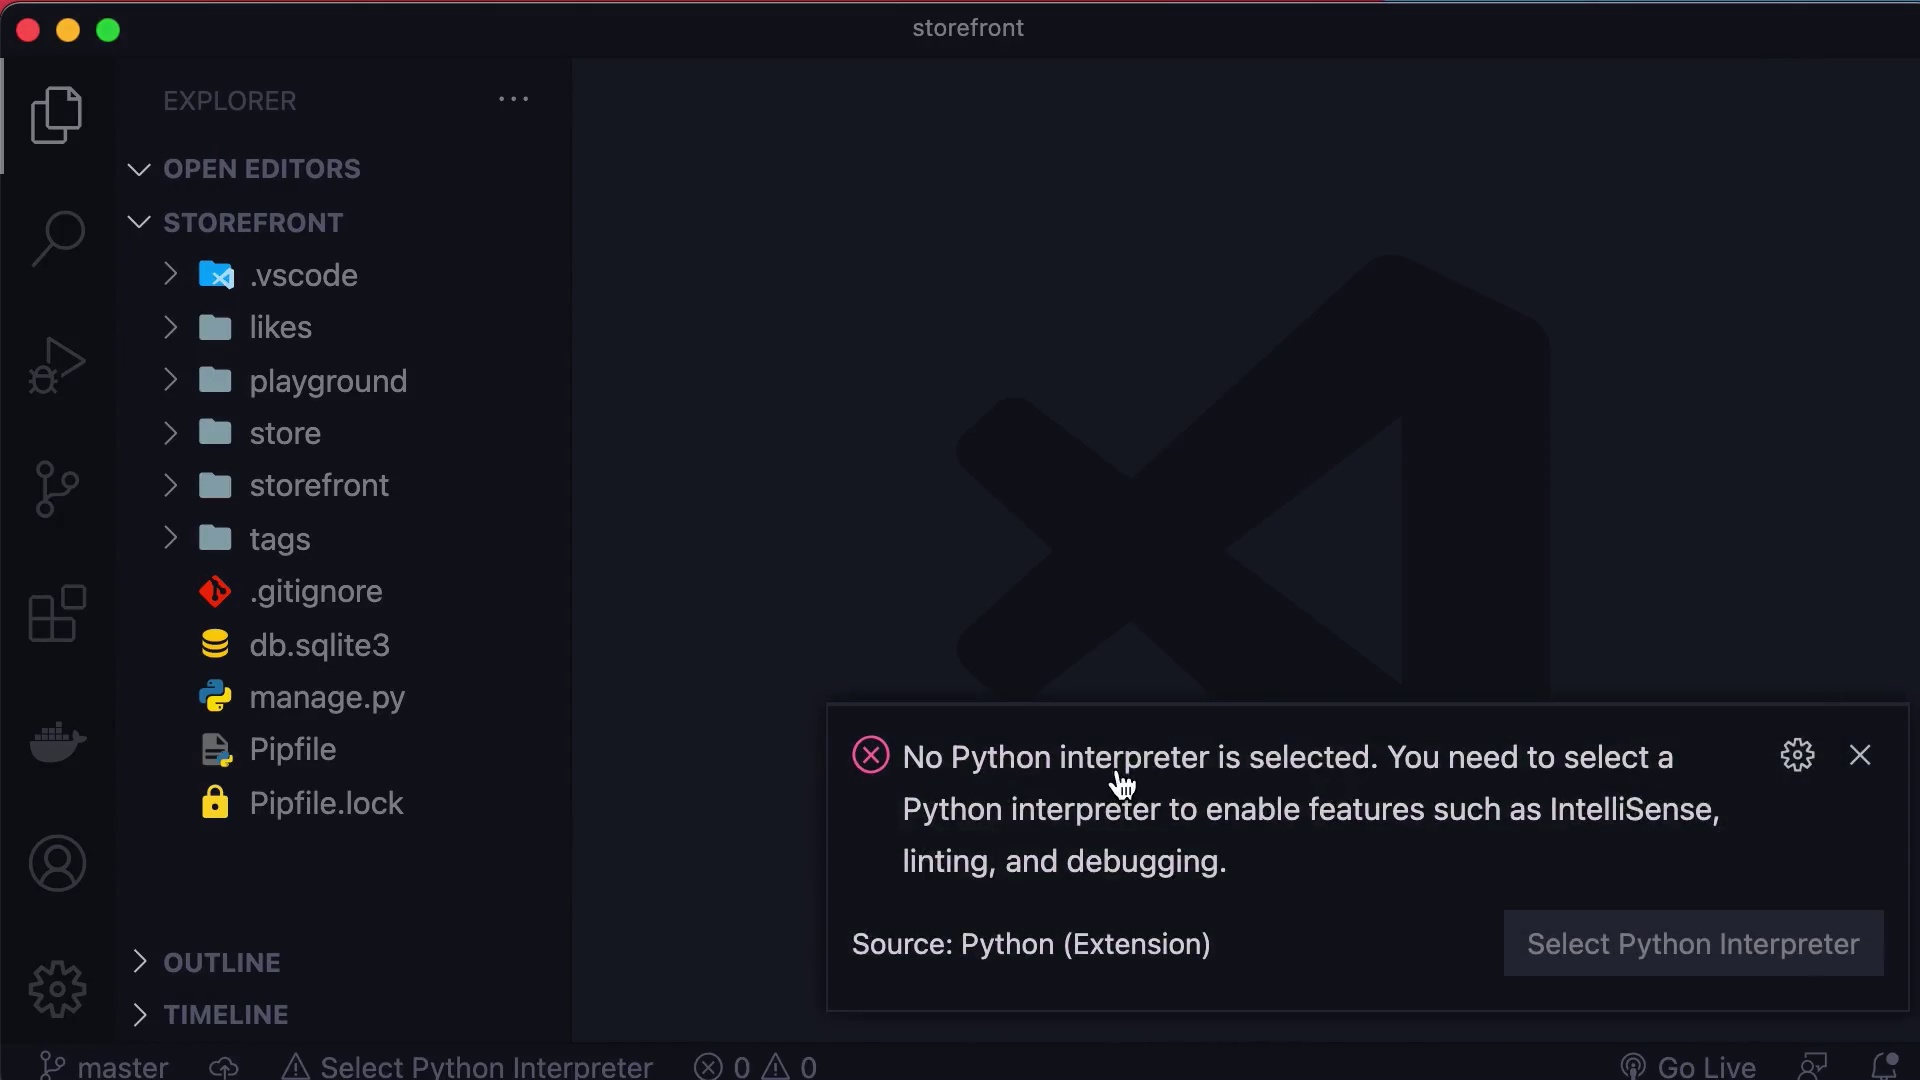 storefront
EXPLORER
OPEN EDITORS
STOREFRONT
.vscode
likes
playground
store
storefront
tags
.gitignore
db.sqlite3
manage.py
Pipfile
Pipfile.lock
OUTLINE
TIMELINE
No Python interpreter is selected. You need to select a
Python interpreter to enable features such as IntelliSense,
linting, and debugging.
Source: Python (Extension)
Select Python Interpreter
master Select Python Interpreter 0 0 Go Live